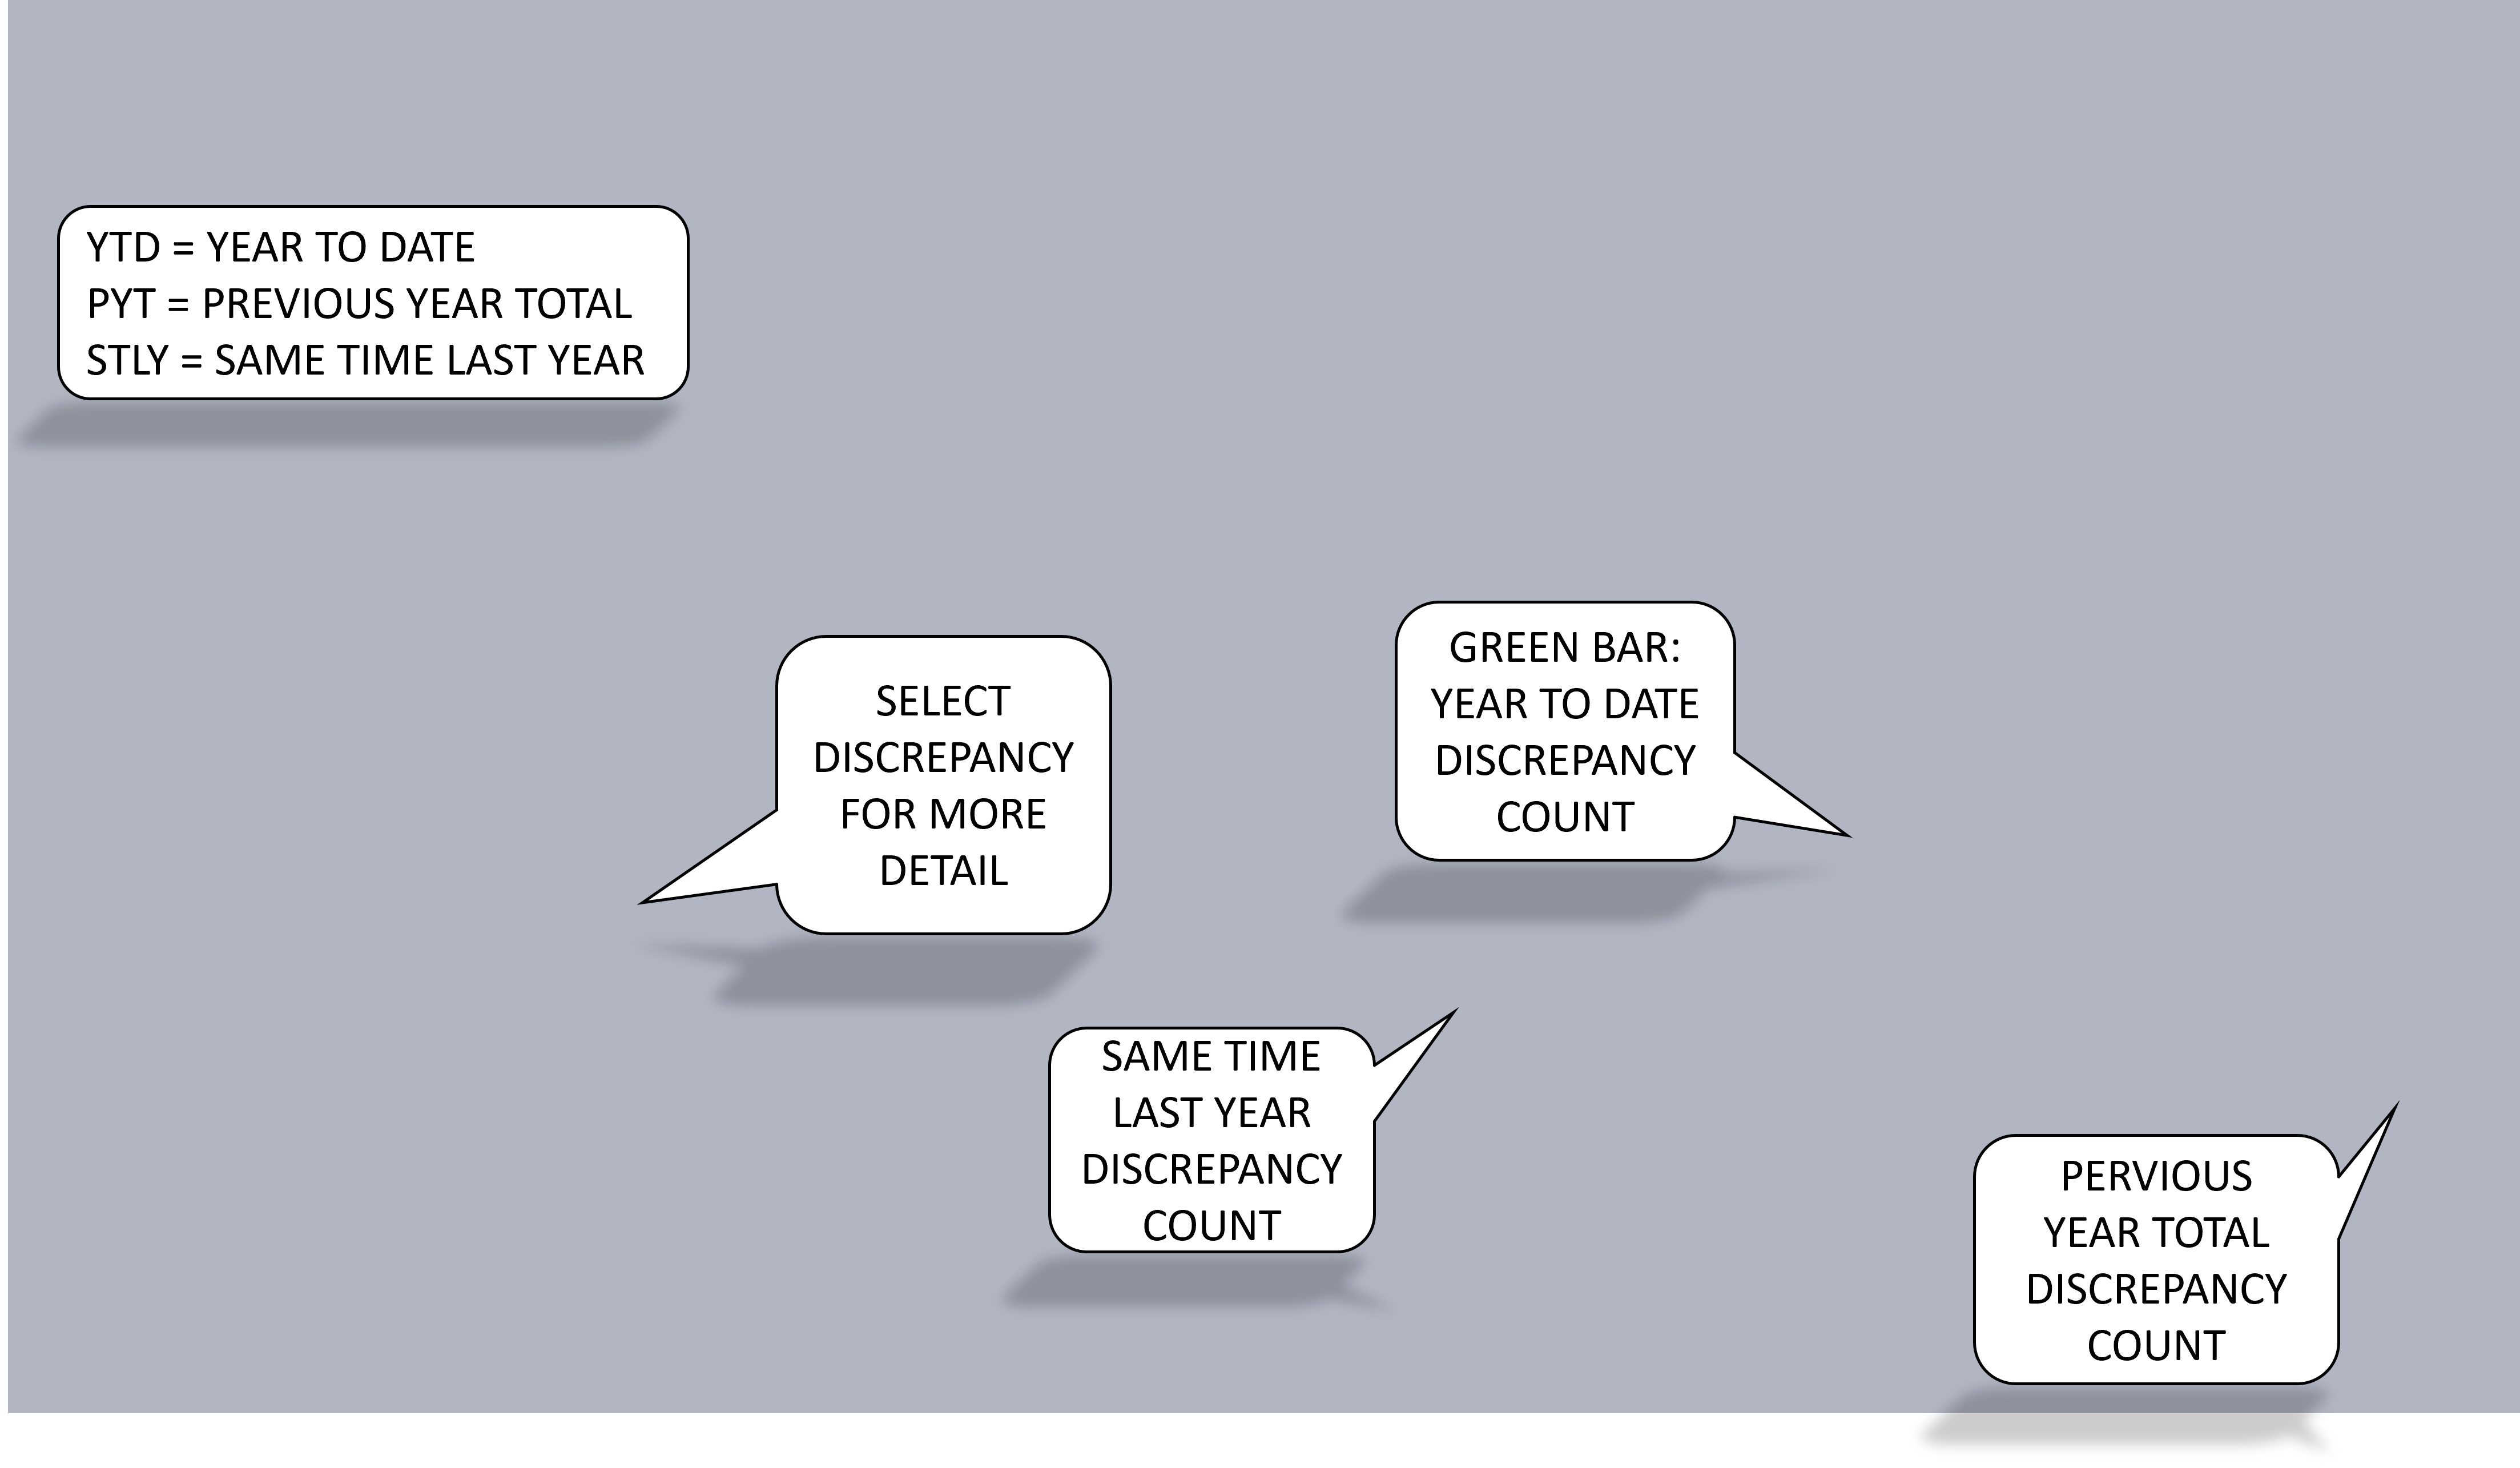 YTD = YEAR TO DATE
PYT = PREVIOUS YEAR TOTAL
STLY = SAME TIME LAST YEAR
SELECT
DISCREPANCY
FOR MORE
DETAIL
GREEN BAR:
YEAR TO DATE
DISCREPANCY
COUNT
SAME TIME
LAST YEAR
DISCREPANCY
COUNT
PERVIOUS
YEAR TOTAL
DISCREPANCY
COUNT